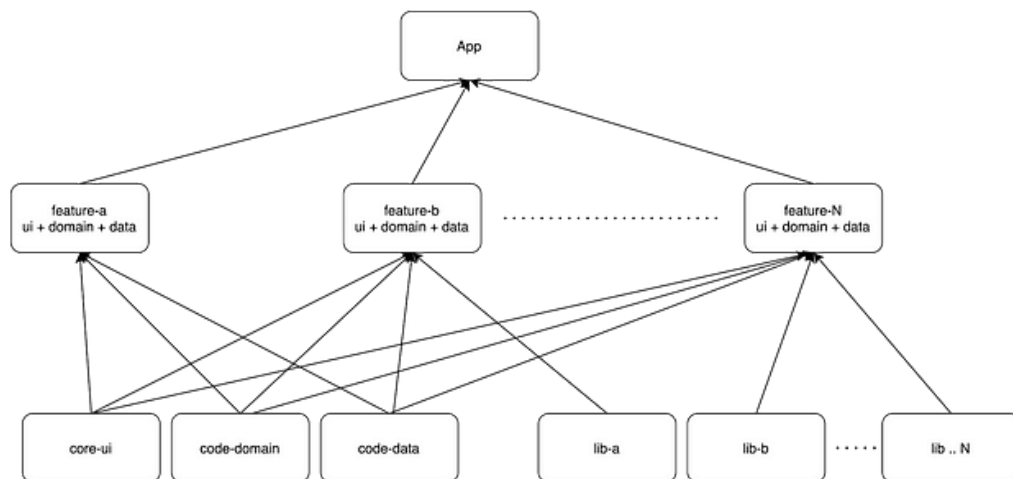 App
feature-a
ui + domain + data
feature-b
ui + domain + data
feature-N
ui + domain + data
core-ui
code-domain
code-data
lib-a
lib-b
lib .. N